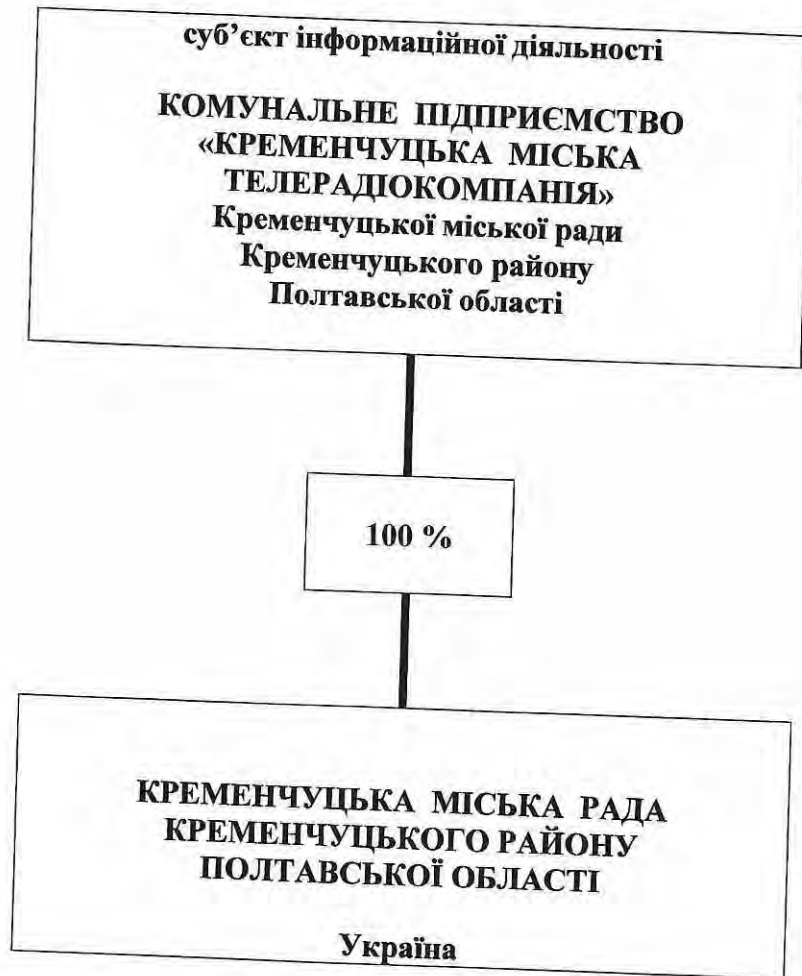 суб’єкт інформаційної діяльності
КОМУНАЛЬНЕ ПІДПРИЄМСТВО
«КРЕМЕНЧУЦЬКА МІСЬКА
ТЕЛЕРАДІОКОМПАНІЯ»
Кременчуцької міської ради
Кременчуцького району
Полтавської області
100 %
КРЕМЕНЧУЦЬКА МІСЬКА РАДА
КРЕМЕНЧУЦЬКОГО РАЙОНУ
ПОЛТАВСЬКОЇ ОБЛАСТІ
Україна